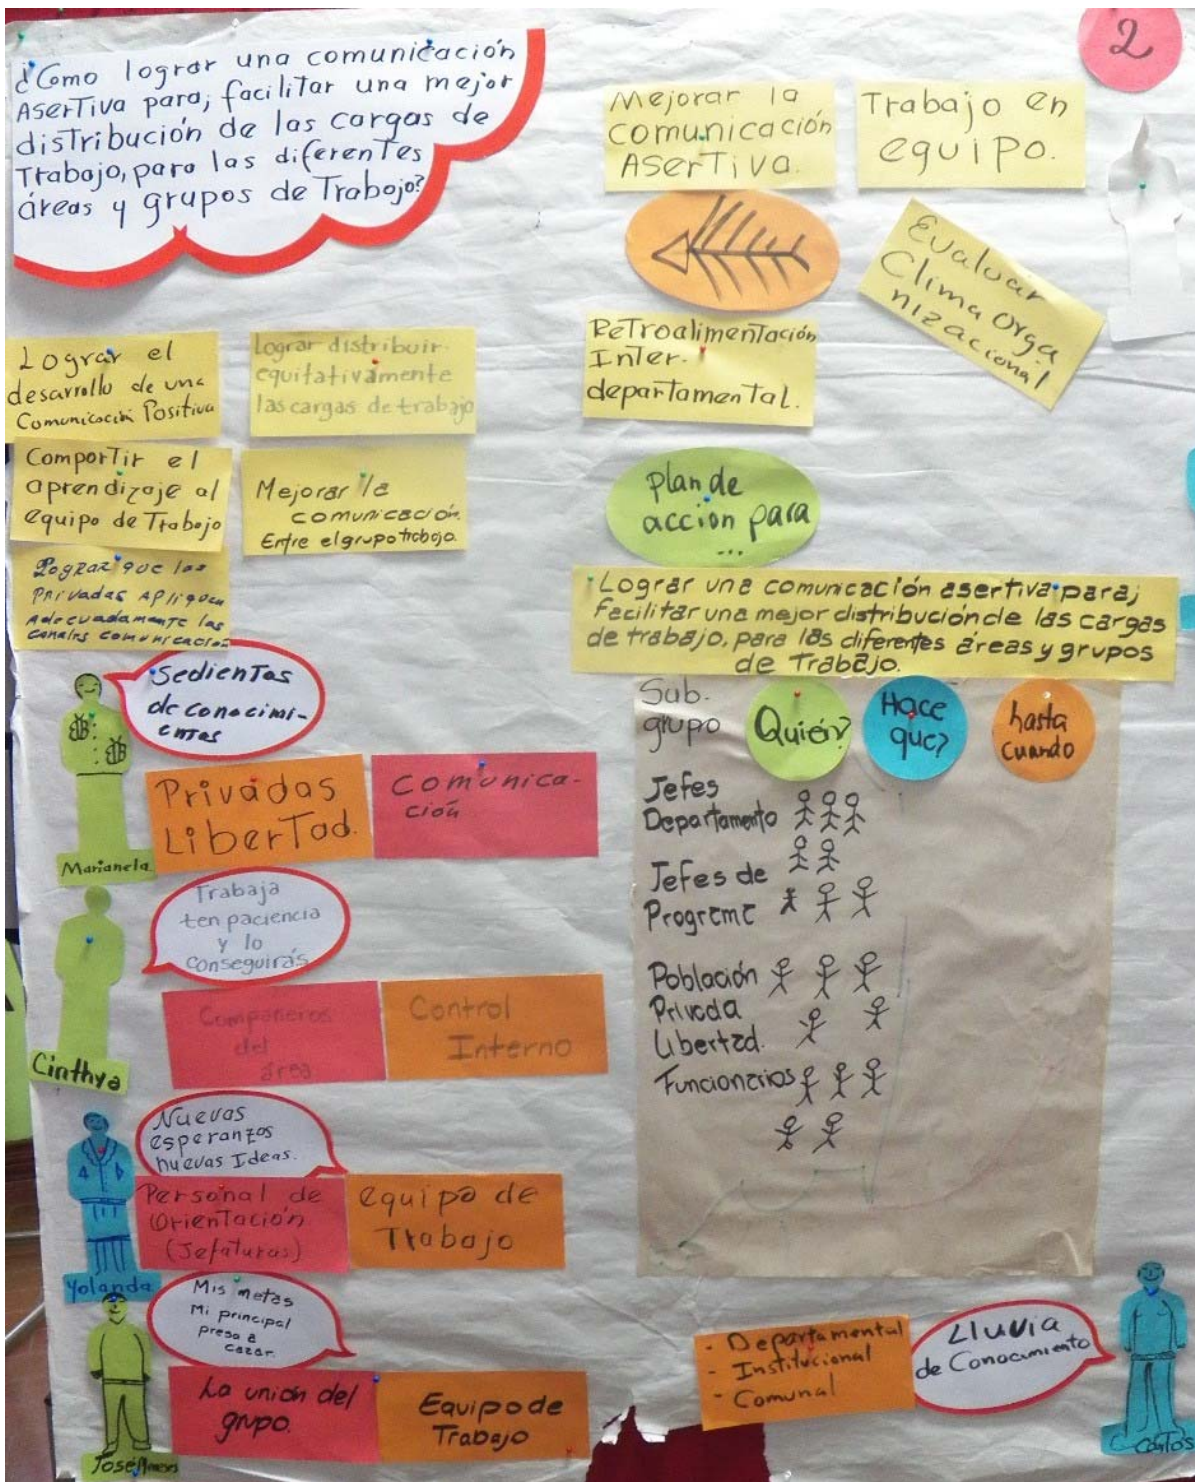 ¿Como lograr una comunicación
Asertiva para; facilitar una mejor
distribución de las cargas de
Trabajo, para las diferentes
áreas y grupos de Trabajo?
2
Mejorar la
comunicación
Asertiva.
Trabajo en
equipo.
Evaluar
Clima Orga
nizacional
Retroalimentación
Inter.
departamental.
Lograr el
desarrollo de una
Comunicación Positiva
Lograr distribuir
equitativamente
las cargas de trabajo
Compartir el
aprendizaje al
equipo de Trabajo
Mejorar la
comunicación
Entre el grupo trabajo.
Lograr que las
Privadas apliquen
Adecuadamente los
canales comunicación
Plan de
acción para
...
Lograr una comunicación asertiva para;
Facilitar una mejor distribución de las cargas
de trabajo, para las diferentes áreas y grupos
de Trabajo.
Sub.
grupo
Quién?
Hace
que?
hasta
cuando
Jefes
Departamento
Jefes de
Programa
Población
Privada
Libertad.
Funcionarios
Sedientas
de conocimi-
entas
Privadas
Libertad.
Comunica-
ción
Marianela
Trabaja
ten paciencia
y lo
conseguirás
Compañeros
del
área
Control
Interno
Cinthya
Nuevas
esperanzas
nuevas Ideas.
Personal de
Orientación
(Jefaturas)
equipo de
Trabajo
Yolanda
Mis metas
Mi principal
presa a
cazar.
La unión del
grupo.
Equipo de
Trabajo
José Meneses
- Departamental
- Institucional
- Comunal
Lluvia
de Conocimiento
Carlos